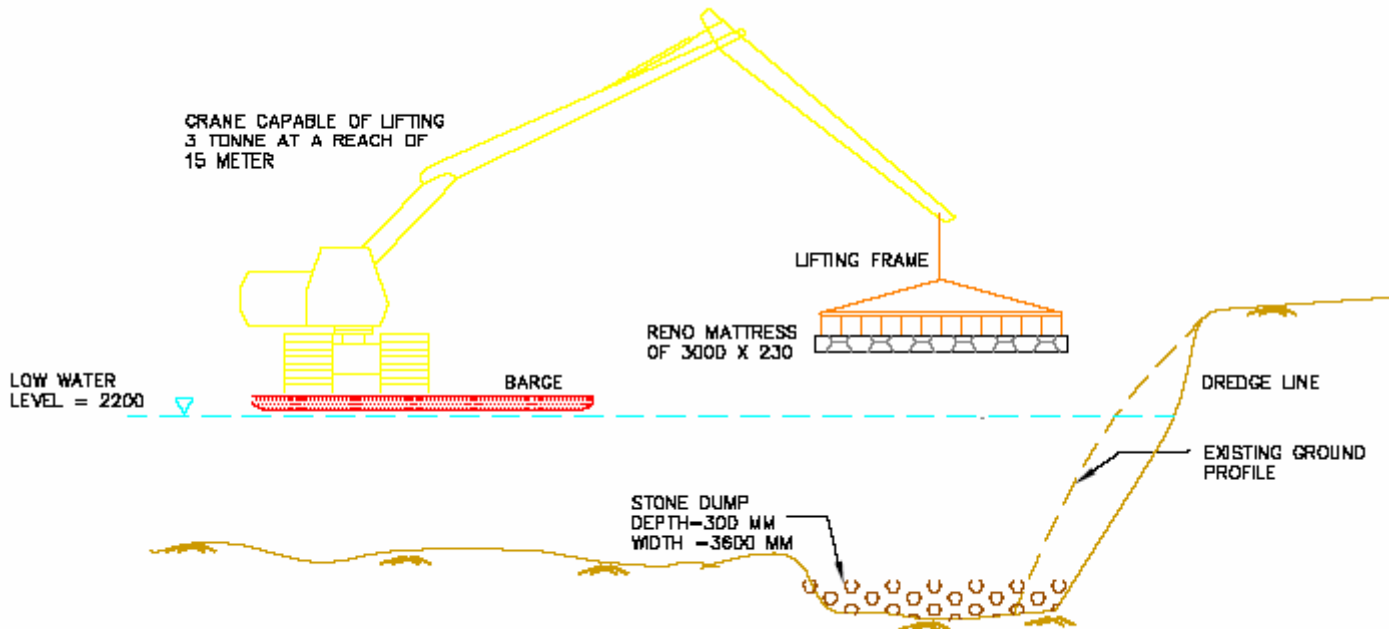 CRANE CAPABLE OF LIFTING
3 TONNE AT A REACH OF
15 METER
LIFTING FRAME
RENO MATTRESS
OF 3000 X 230
LOW WATER
LEVEL = 2200
BARGE
DREDGE LINE
EXISTING GROUND
PROFILE
STONE DUMP
DEPTH-300 MM
WIDTH -3600 MM